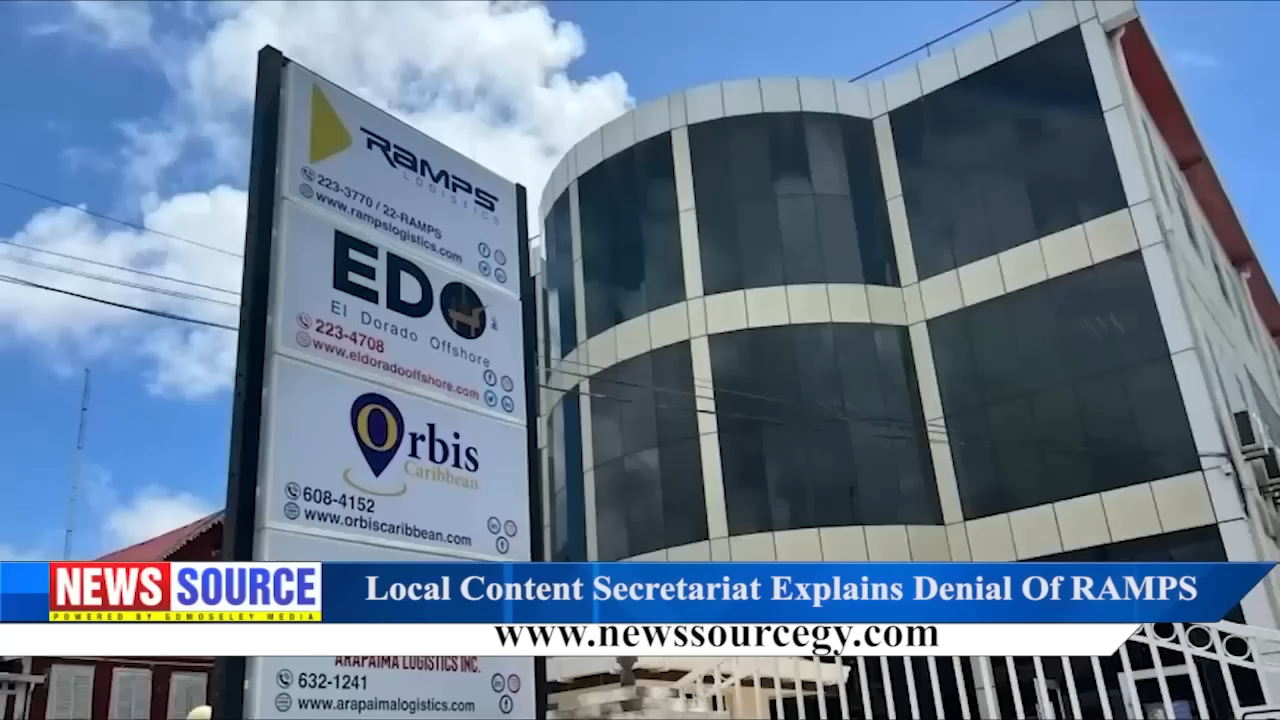 RAMPS
LOGISTICS
223-3770 / 22-RAMPS
www.rampslogistics.com
EDO
El Dorado Offshore
223-4708
www.eldoradooffshore.com
Orbis
Caribbean
608-4152
www.orbiscaribbean.com
NEWS SOURCE
POWERED BY GDMOSELEY MEDIA
Local Content Secretariat Explains Denial Of RAMPS
www.newssourcegy.com
ARAPAIMA LOGISTICS INC.
632-1241
www.arapaimalogistics.com